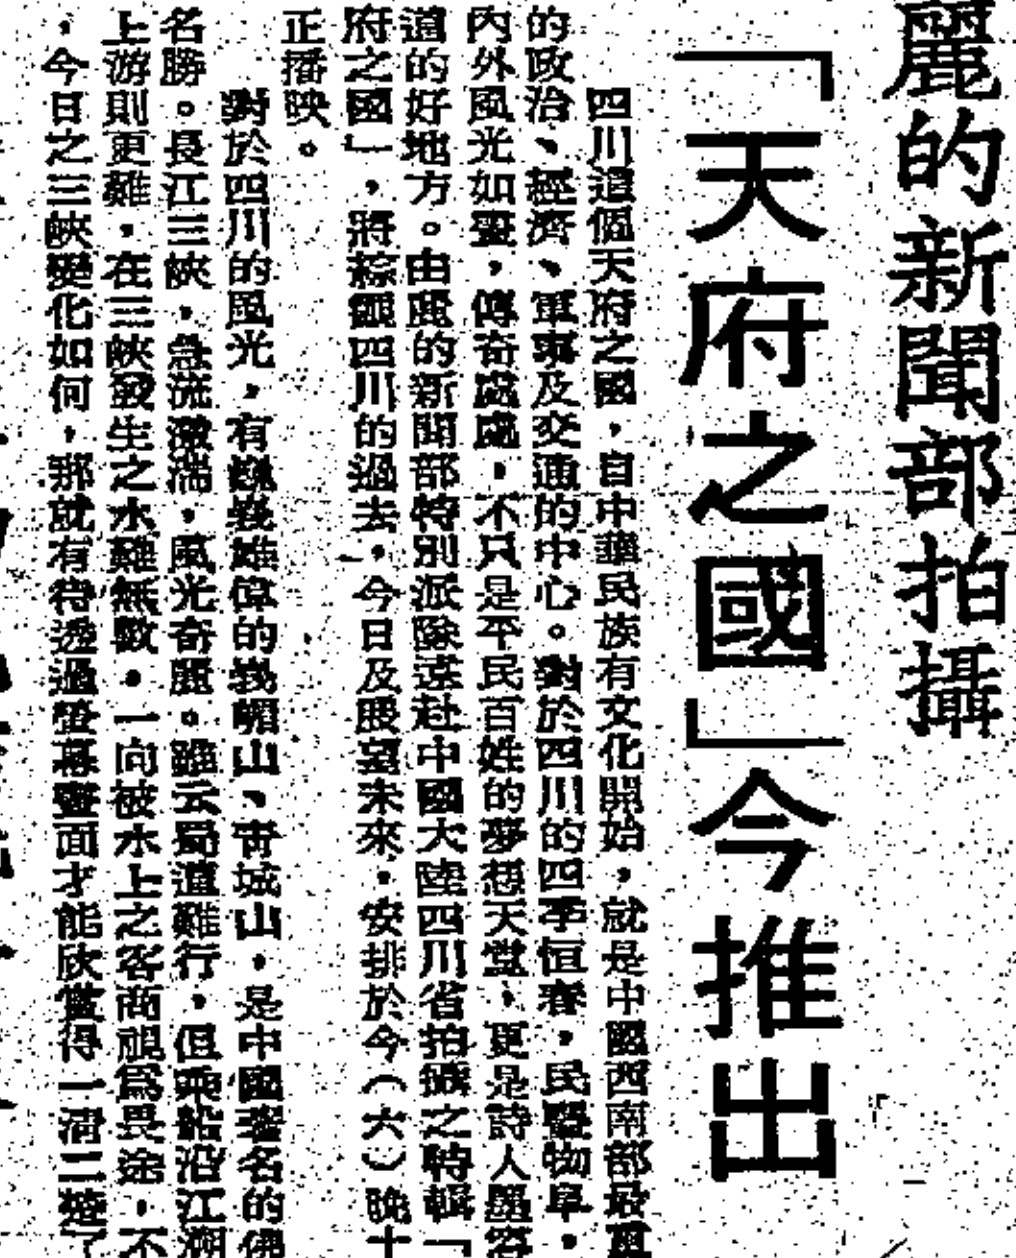 麗的新聞部拍攝
「天府之國」今推出
四川這個天府之國，自中華民族有文化開始，就是中國西南部最重
的政治、經濟、軍事及交通的中心。對於四川的四季恒春，民豐物阜，
內外風光如畫，傳奇處處，不只是平民百姓的夢想天堂，更是詩人墨客
道的好地方。由麗的新聞部特別派隊遠赴中國大陸四川省拍攝之特輯「
府之國」，將綜觀四川的過去，今日及展望未來，安排於今（六）晚十
正播映。
對於四川的風光，有巍峩雄偉的峩嵋山、青城山，是中國著名的佛
名勝。長江三峽，急流激湍，風光奇麗。雖云蜀道難行，但乘船沿江溯
上游則更難，在三峽發生之水難無數，一向被水上之客商視為畏途，不
，今日之三峽變化如何，那就有待透過螢幕畫面才能欣賞得一清二楚了